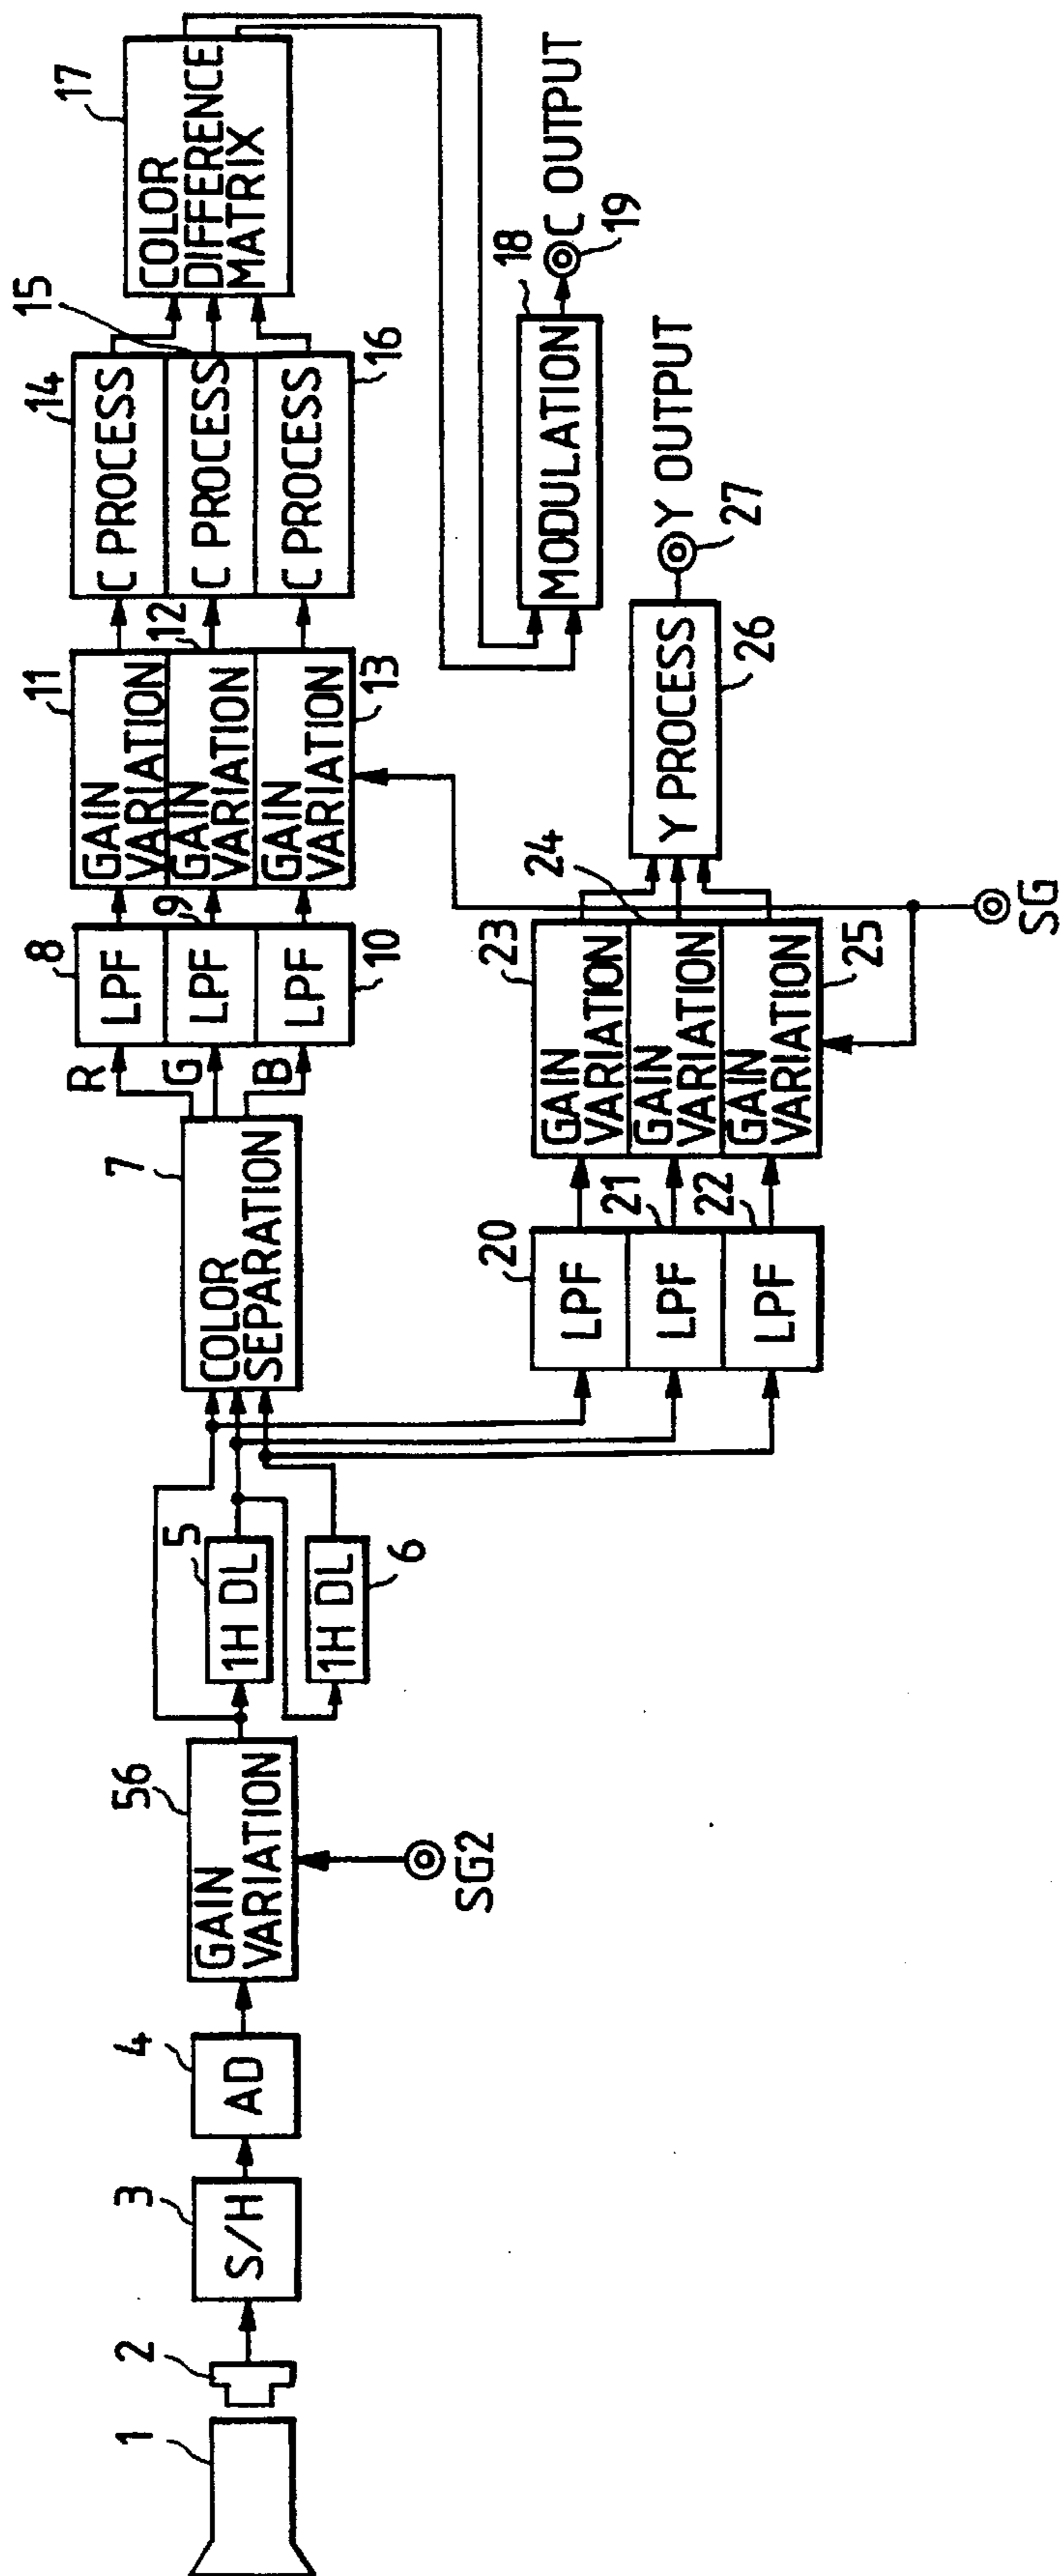 1
2
3
S/H
4
AD
56
GAIN
VARIATION
SG2
5
1H DL
1H DL
6
7
COLOR
SEPARATION
R
G
B
8
LPF
9
LPF
LPF
10
11
GAIN
VARIATION
12
GAIN
VARIATION
GAIN
VARIATION
13
14
C PROCESS
15
C PROCESS
C PROCESS
16
17
COLOR
DIFFERENCE
MATRIX
18
MODULATION
C OUTPUT
19
20
LPF
21
LPF
22
LPF
23
GAIN
VARIATION
24
GAIN
VARIATION
GAIN
VARIATION
25
Y PROCESS
26
Y OUTPUT
27
SG